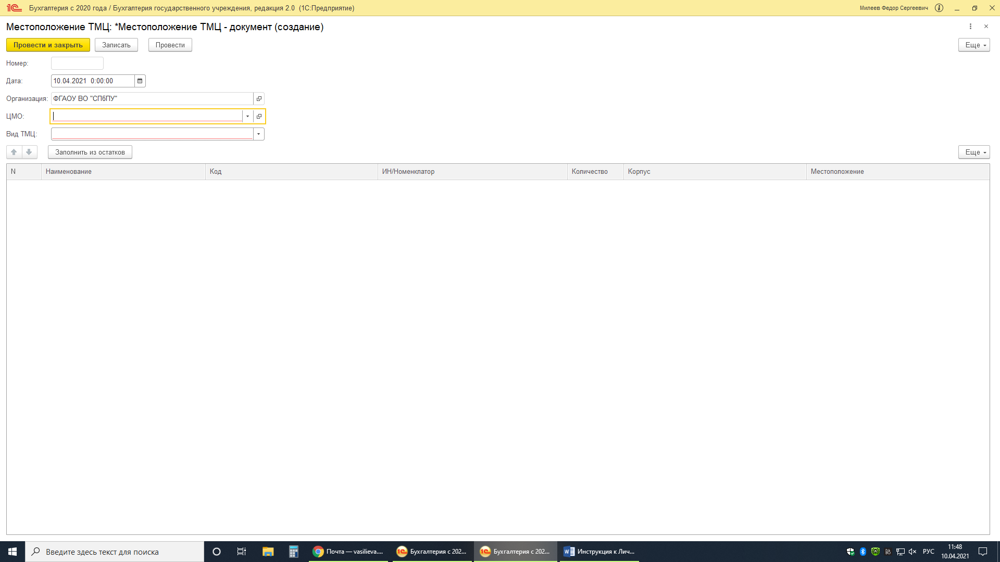 Бухгалтерия с 2020 года / Бухгалтерия государственного учреждения, редакция 2.0 (1С:Предприятие)
Милеев Федор Сергеевич
Местоположение ТМЦ: *Местоположение ТМЦ - документ (создание)
Провести и закрыть
Записать
Провести
Еще
Номер:
Дата: 10.04.2021 0:00:00
Организация: ФГАОУ ВО "СПбПУ"
ЦМО:
Вид ТМЦ:
Заполнить из остатков
Еще
N Наименование Код ИН/Номенклатор Количество Корпус Местоположение
Введите здесь текст для поиска
Почта — vasilieva....
Бухгалтерия с 202...
Бухгалтерия с 202...
Инструкция к Лич...
РУС
11:48
10.04.2021